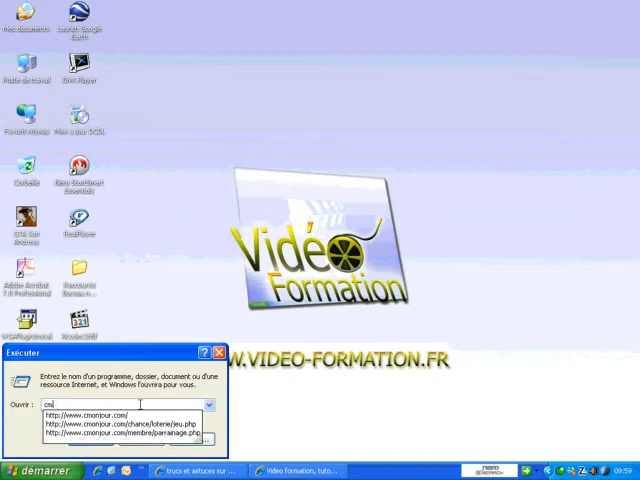 Mes documents
Launch Google Earth
Poste de travail
DivX Player
Favoris réseau
Mise à jour
Corbeille
Nero StartSmart Essentials
GTA San Andreas
RealPlayer
Adobe Acrobat 7.0 Professional
Raccourcis Bureau n...
321
Vidéo
Formation
W.VIDEO-FORMATION.FR
Exécuter
Entrez le nom d'un programme, dossier, document ou d'une
ressource Internet, et Windows l'ouvrira pour vous.
Ouvrir : cm
http://www.cmonjour.com/
http://www.cmonjour.com/chance/loterie/jeu.php
http://www.cmonjour.com/membre/parrainage.php
démarrer
trucs et astuces sur ...
Video formation, tuto...
nero
SEARCH
09:59